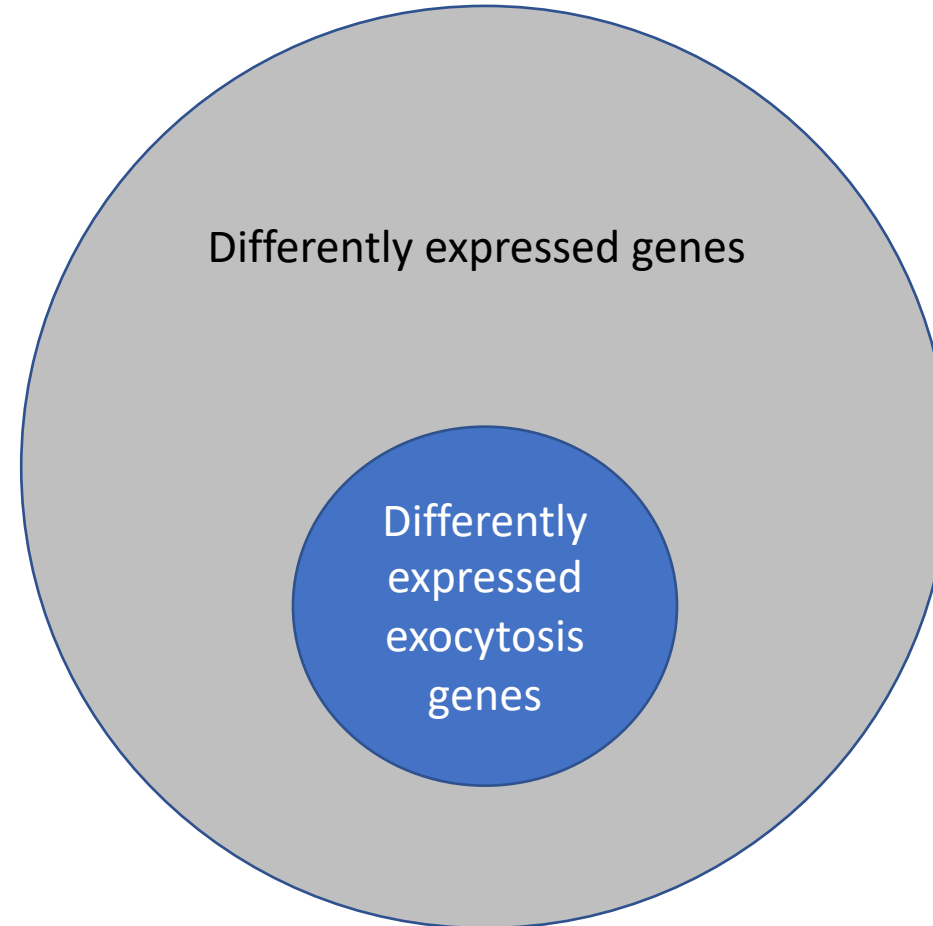 Differently expressed genes
Differently
expressed
exocytosis
genes